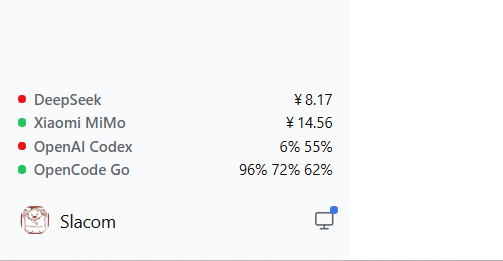 DeepSeek ¥ 8.17
Xiaomi MiMo ¥ 14.56
OpenAI Codex 6% 55%
OpenCode Go 96% 72% 62%
Slacom